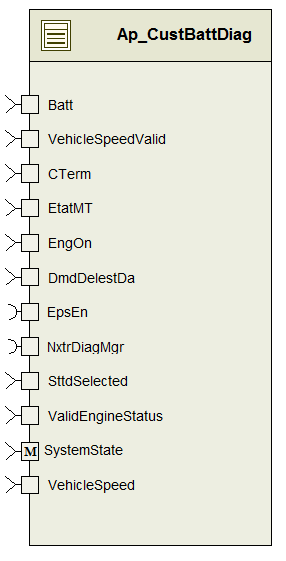 Ap_CustBattDiag
Batt
VehicleSpeedValid
CTerm
EtatMT
EngOn
DmdDelestDa
EpsEn
NxtrDiagMgr
SttdSelected
ValidEngineStatus
M SystemState
VehicleSpeed